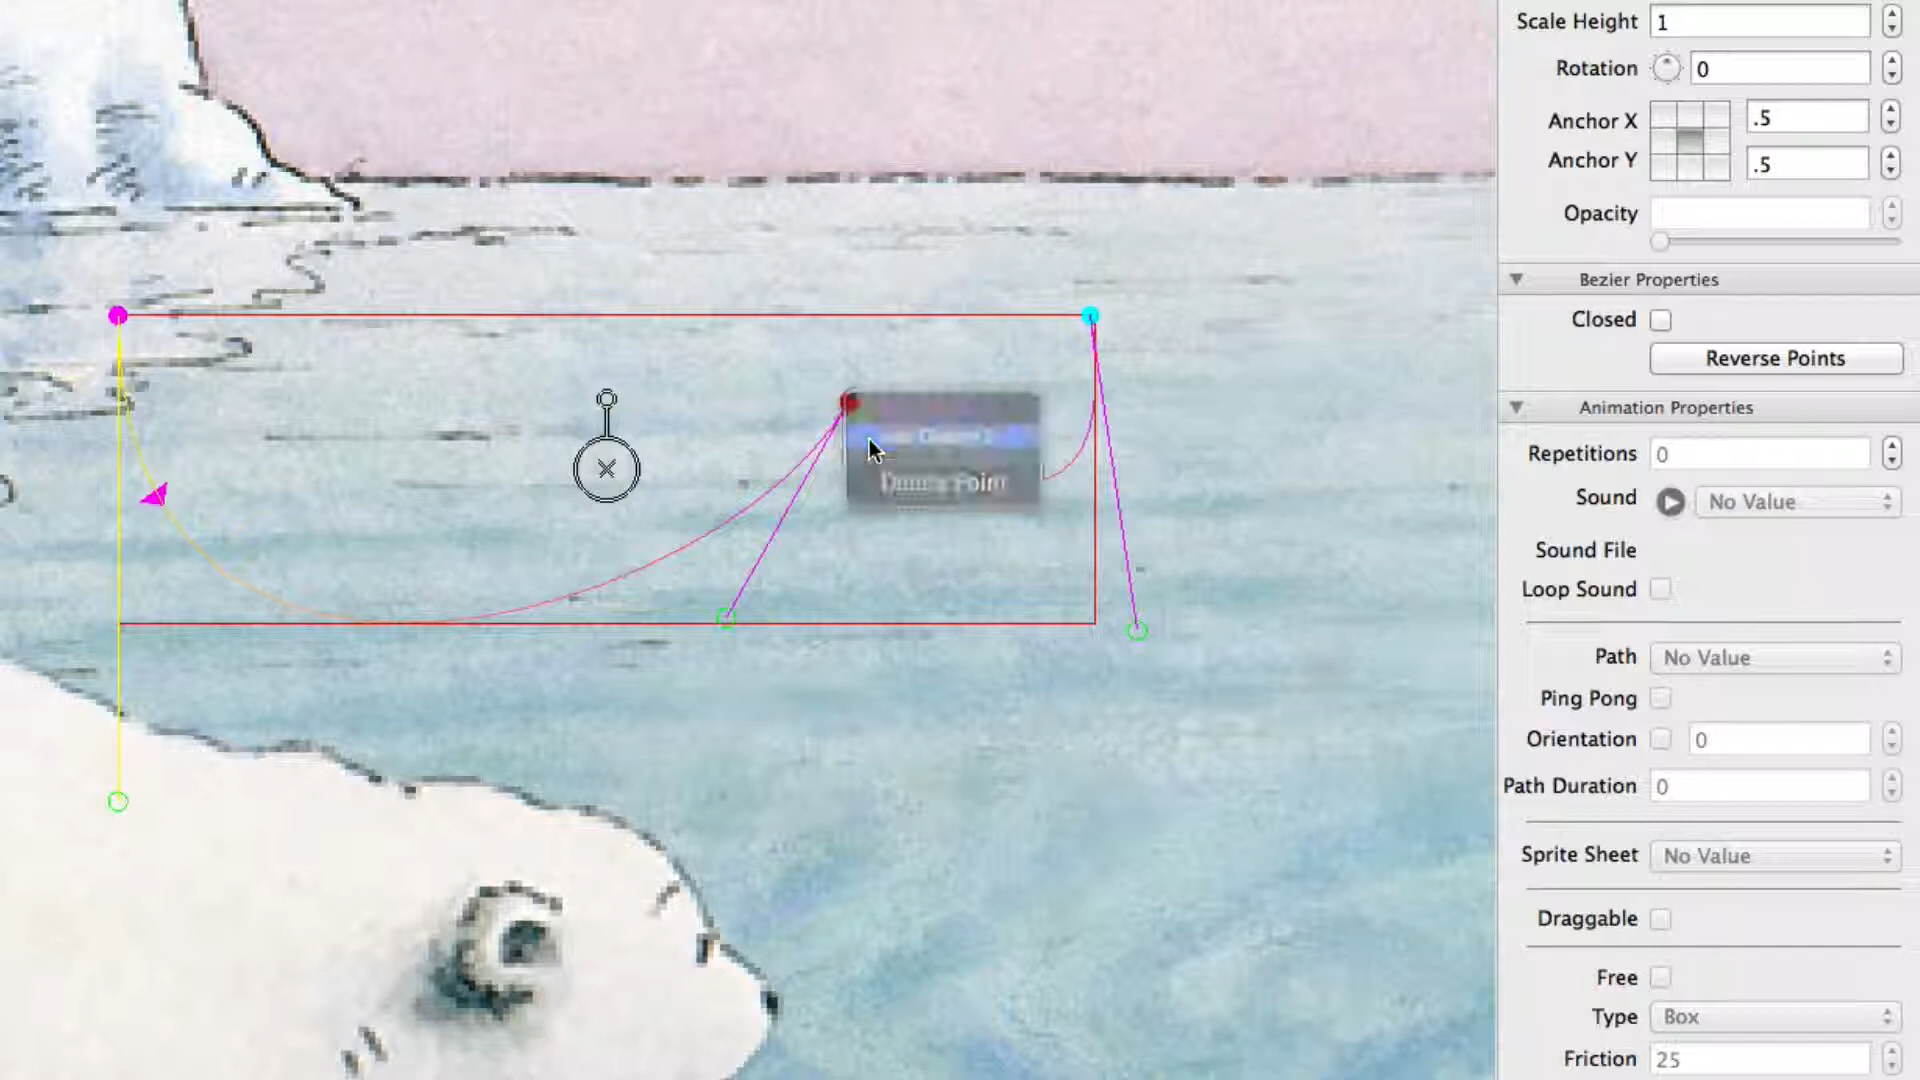 Scale Height 1
Rotation 0
Anchor X .5
Anchor Y .5
Opacity
Bezier Properties
Closed
Reverse Points
Animation Properties
Repetitions 0
Sound No Value
Sound File
Loop Sound
Path No Value
Ping Pong
Orientation 0
Path Duration 0
Sprite Sheet No Value
Draggable
Free
Type Box
Friction 25
Point